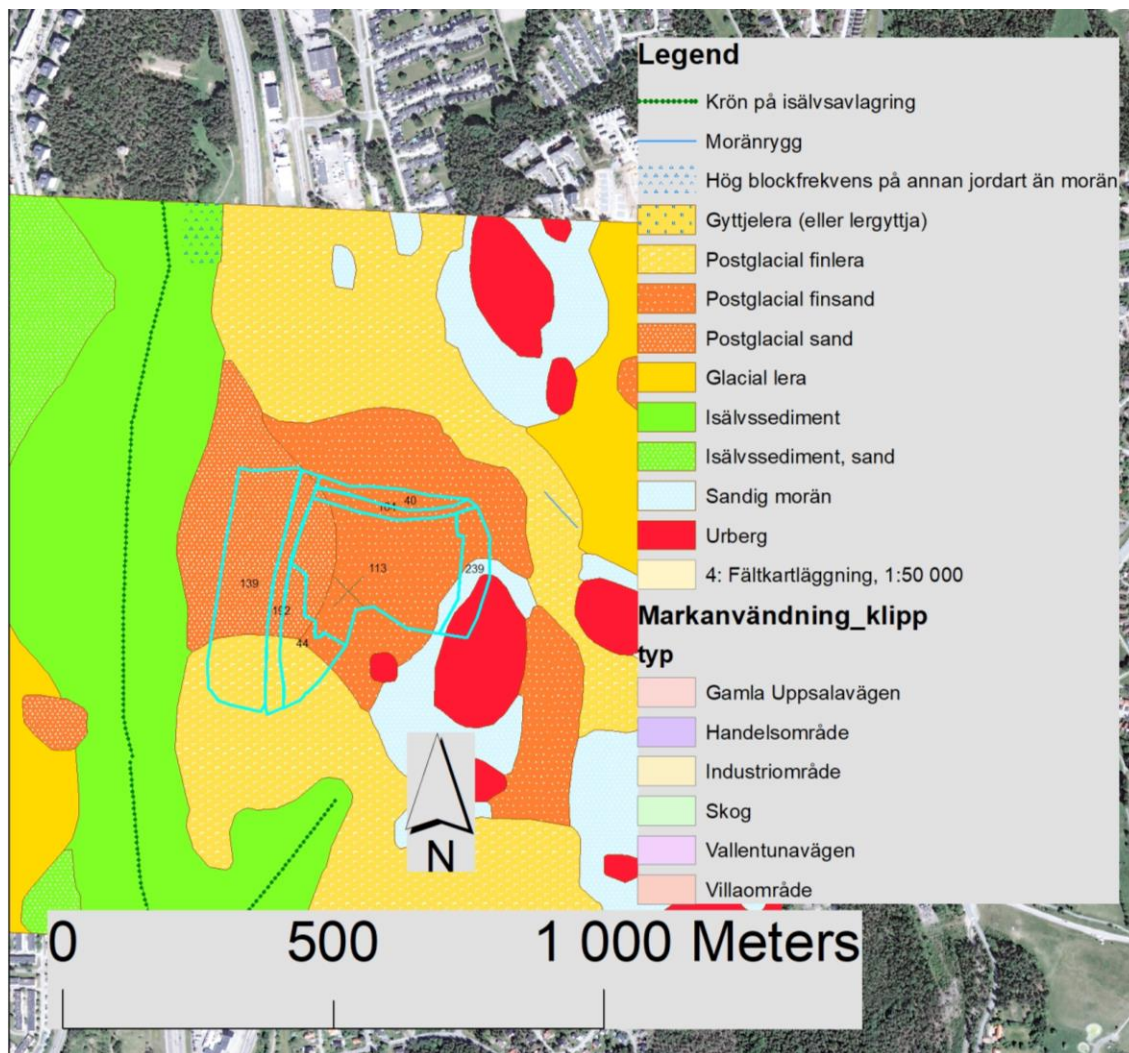 Legend
Krön på isälvsavlagring
Moränrygg
Hög blockfrekvens på annan jordart än morän
Gyttjelera (eller lergyttja)
Postglacial finlera
Postglacial finsand
Postglacial sand
Glacial lera
Isälvssediment
Isälvssediment, sand
Sandig morän
Urberg
4: Fältkartläggning, 1:50 000
Markanvändning_klipp
typ
Gamla Uppsalavägen
Handelsområde
Industriområde
Skog
Vallentunavägen
Villaområde
40
113
239
139
44
N
0 500 1 000 Meters